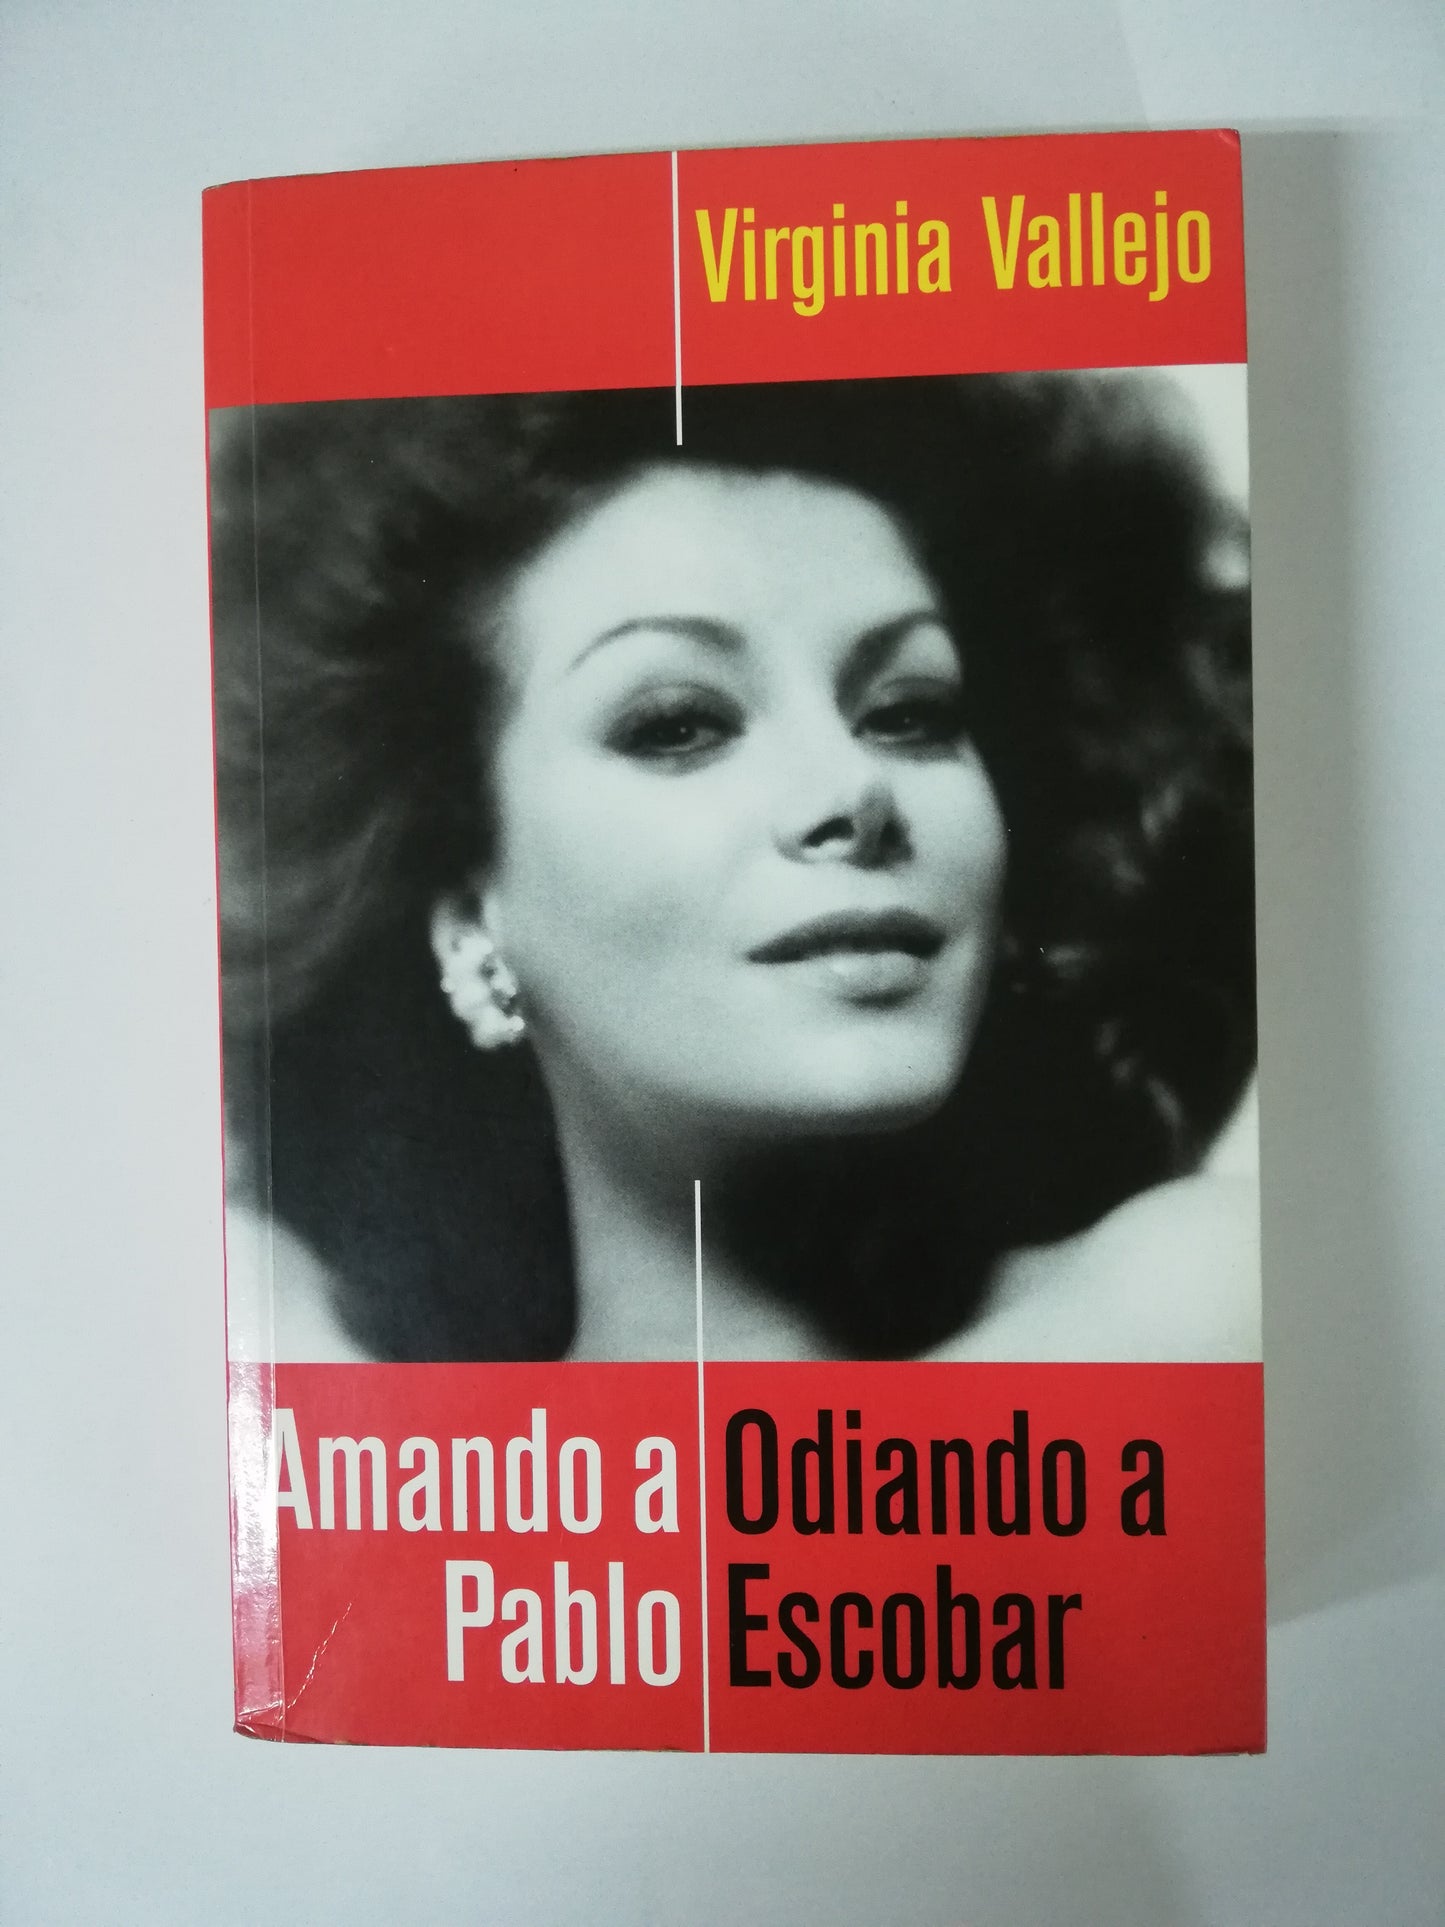 Virginia Vallejo
Amando a
Pablo
Odiando a
Escobar